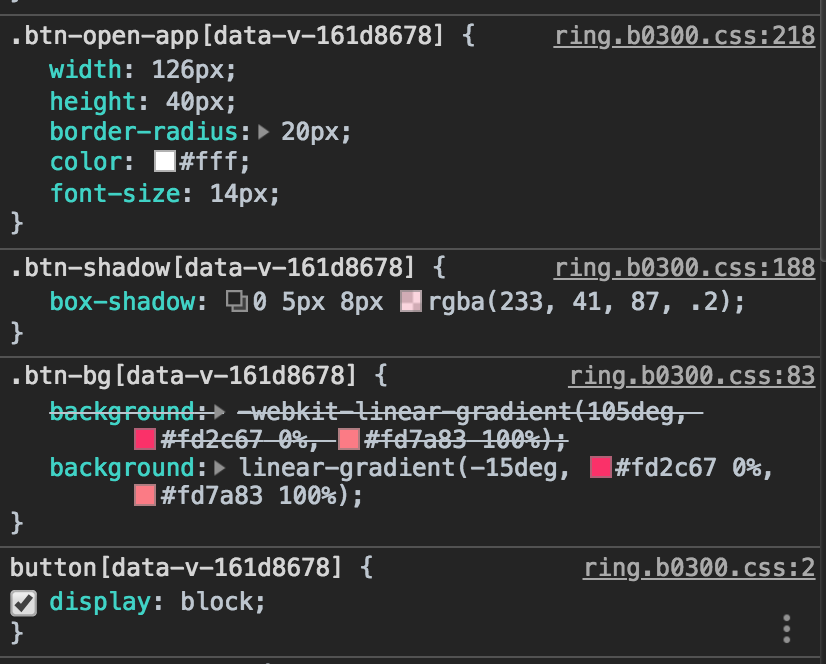 }
.btn-open-app[data-v-161d8678] { ring.b0300.css:218
width: 126px;
height: 40px;
border-radius: 20px;
color: #fff;
font-size: 14px;
}
.btn-shadow[data-v-161d8678] { ring.b0300.css:188
box-shadow: 0 5px 8px rgba(233, 41, 87, .2);
}
.btn-bg[data-v-161d8678] { ring.b0300.css:83
background: -webkit-linear-gradient(105deg,
#fd2c67 0%, #fd7a83 100%);
background: linear-gradient(-15deg, #fd2c67 0%,
#fd7a83 100%);
}
button[data-v-161d8678] { ring.b0300.css:2
display: block;
}